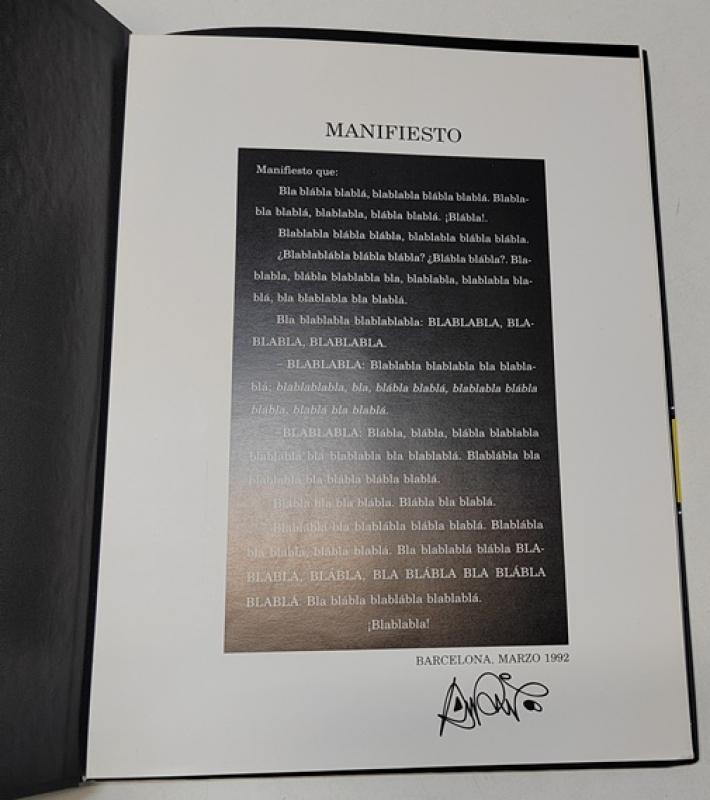 MANIFIESTO
Manifiesto que:
Bla blábla blablá, blablabla blábla blablá. Blabla-
bla blablá, blablabla, blábla blablá. ¡Blábla!.
Blablabla blábla blábla, blablabla blábla blábla.
¿Blablablábla blábla blábla? ¿Blábla blábla?. Bla-
blabla, blábla blablabla bla, blablabla, blablabla bla-
blá, bla blablabla bla blablá.
Bla blablabla blablablabla: BLABLABLA, BLA-
BLABLA, BLABLABLA.
– BLABLABLA: Blablabla blablabla bla blabla-
blá; blablablabla, bla, blábla blablá, blablabla blábla
blábla, blablá bla blablá.
–BLABLABLA: Blábla, blábla, blábla blablabla
blablabla bla blablabla bla blablablá. Blablábla bla
blablabla bla blábla blábla blablá.
Blabla bla bla blábla. Blábla bla blablá.
Blablabla bla blablábla blábla blablá. Blablábla
bla blabla, blábla blablá. Bla blablablá blábla BLA-
BLABLA, BLÁBLA, BLA BLÁBLA BLA BLÁBLA
BLABLÁ. Bla blábla blablábla blablablá.
¡Blablabla!
BARCELONA, MARZO 1992